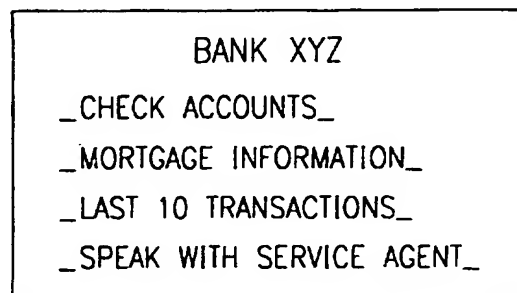 BANK XYZ
_CHECK ACCOUNTS_
_MORTGAGE INFORMATION_
_LAST 10 TRANSACTIONS_
_SPEAK WITH SERVICE AGENT_